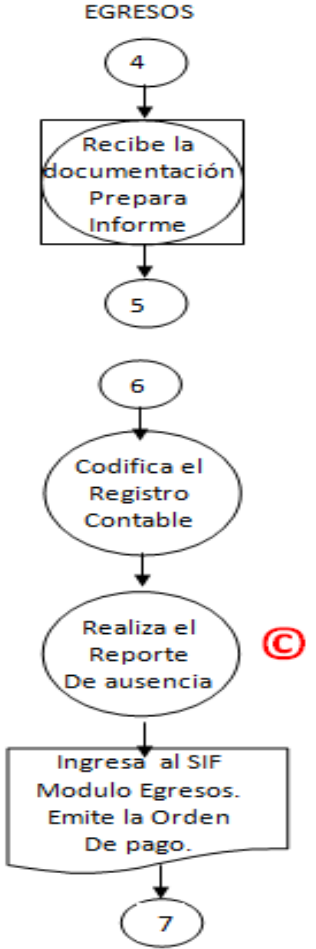 EGRESOS
4
Recibe la
documentación
Prepara
Informe
5
6
Codifica el
Registro
Contable
Realiza el
Reporte
De ausencia
©
Ingresa al SIF
Modulo Egresos.
Emite la Orden
De pago.
7